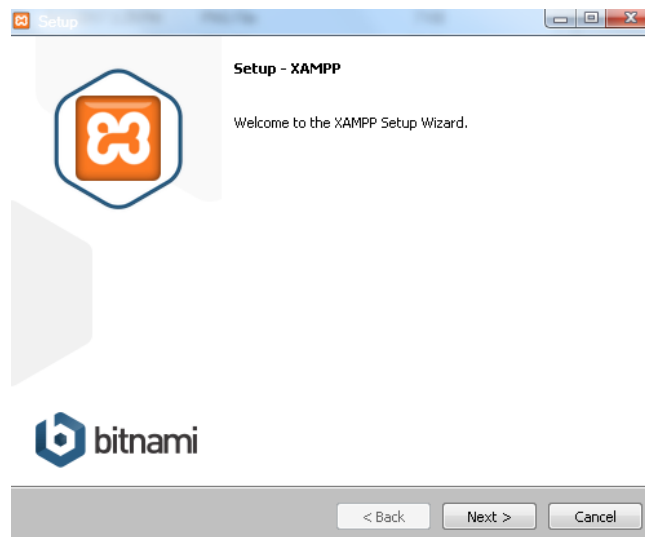 Setup
Setup - XAMPP
Welcome to the XAMPP Setup Wizard.
bitnami
< Back
Next >
Cancel